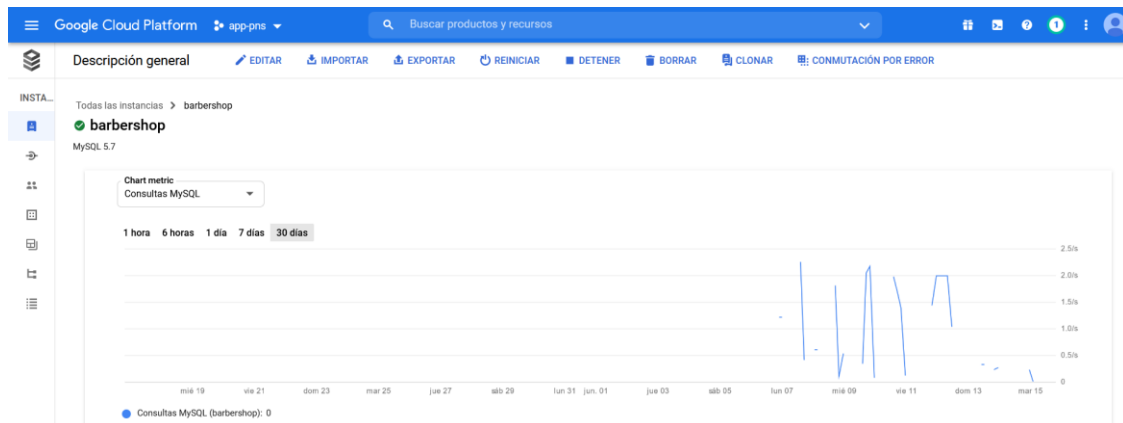 Google Cloud Platform app-pns Buscar productos y recursos 1
Descripción general EDITAR IMPORTAR EXPORTAR REINICIAR DETENER BORRAR CLONAR CONMUTACIÓN POR ERROR
INSTA...
Todas las instancias > barbershop
barbershop
MySQL 5.7
Chart metric
Consultas MySQL
1 hora 6 horas 1 día 7 días 30 días
2.5/s
2.0/s
1.5/s
1.0/s
0.5/s
0
mié 19 vie 21 dom 23 mar 25 jue 27 sáb 29 lun 31 jun. 01 jue 03 sáb 05 lun 07 mié 09 vie 11 dom 13 mar 15
Consultas MySQL (barbershop): 0